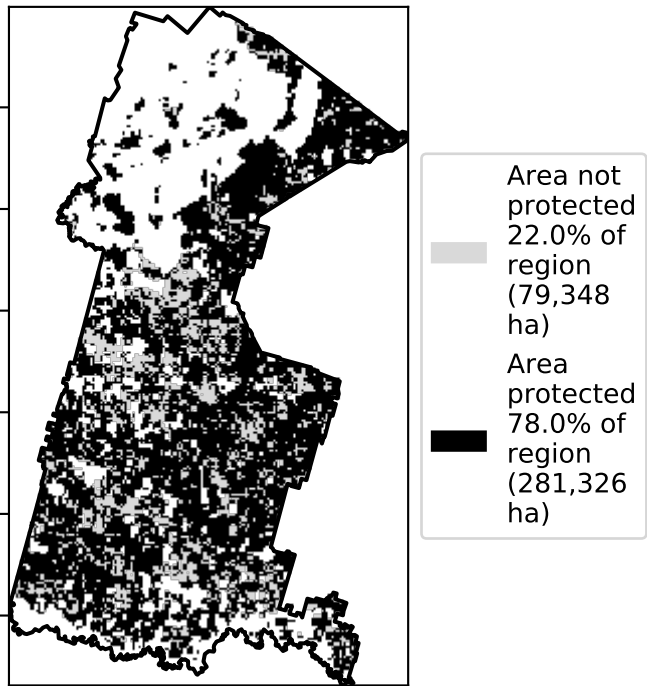 Area not
protected
22.0% of
region
(79,348
ha)
Area
protected
78.0% of
region
(281,326
ha)